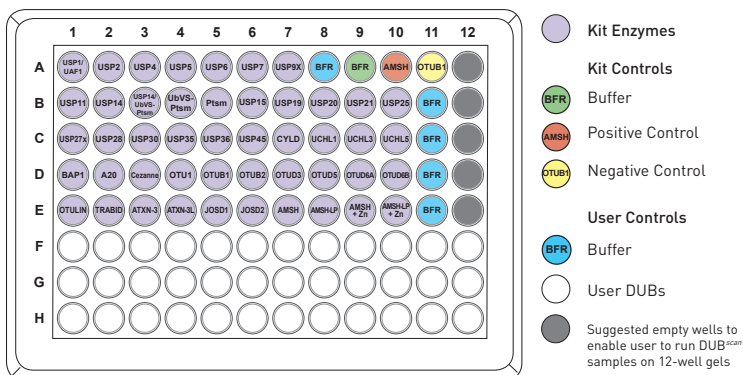 1 2 3 4 5 6 7 8 9 10 11 12
A USP1/UAF1 USP2 USP4 USP5 USP6 USP7 USP9X BFR BFR AMSH OTUB1
B USP11 USP14 USP14/UbVS-Ptsm UbVS-Ptsm Ptsm USP15 USP19 USP20 USP21 USP25 BFR
C USP27x USP28 USP30 USP35 USP36 USP45 CYLD UCHL1 UCHL3 UCHL5 BFR
D BAP1 A20 Cezanne OTU1 OTUB1 OTUB2 OTUD3 OTUD5 OTUD6A OTUD6B BFR
E OTULIN TRABID ATXN-3 ATXN-3L JOSD1 JOSD2 AMSH AMSH-LP AMSH + Zn AMSH-LP + Zn BFR
F
G
H
Kit Enzymes
Kit Controls
BFR Buffer
AMSH Positive Control
OTUB1 Negative Control
User Controls
BFR Buffer
User DUBs
Suggested empty wells to
enable user to run DUBscan
samples on 12-well gels